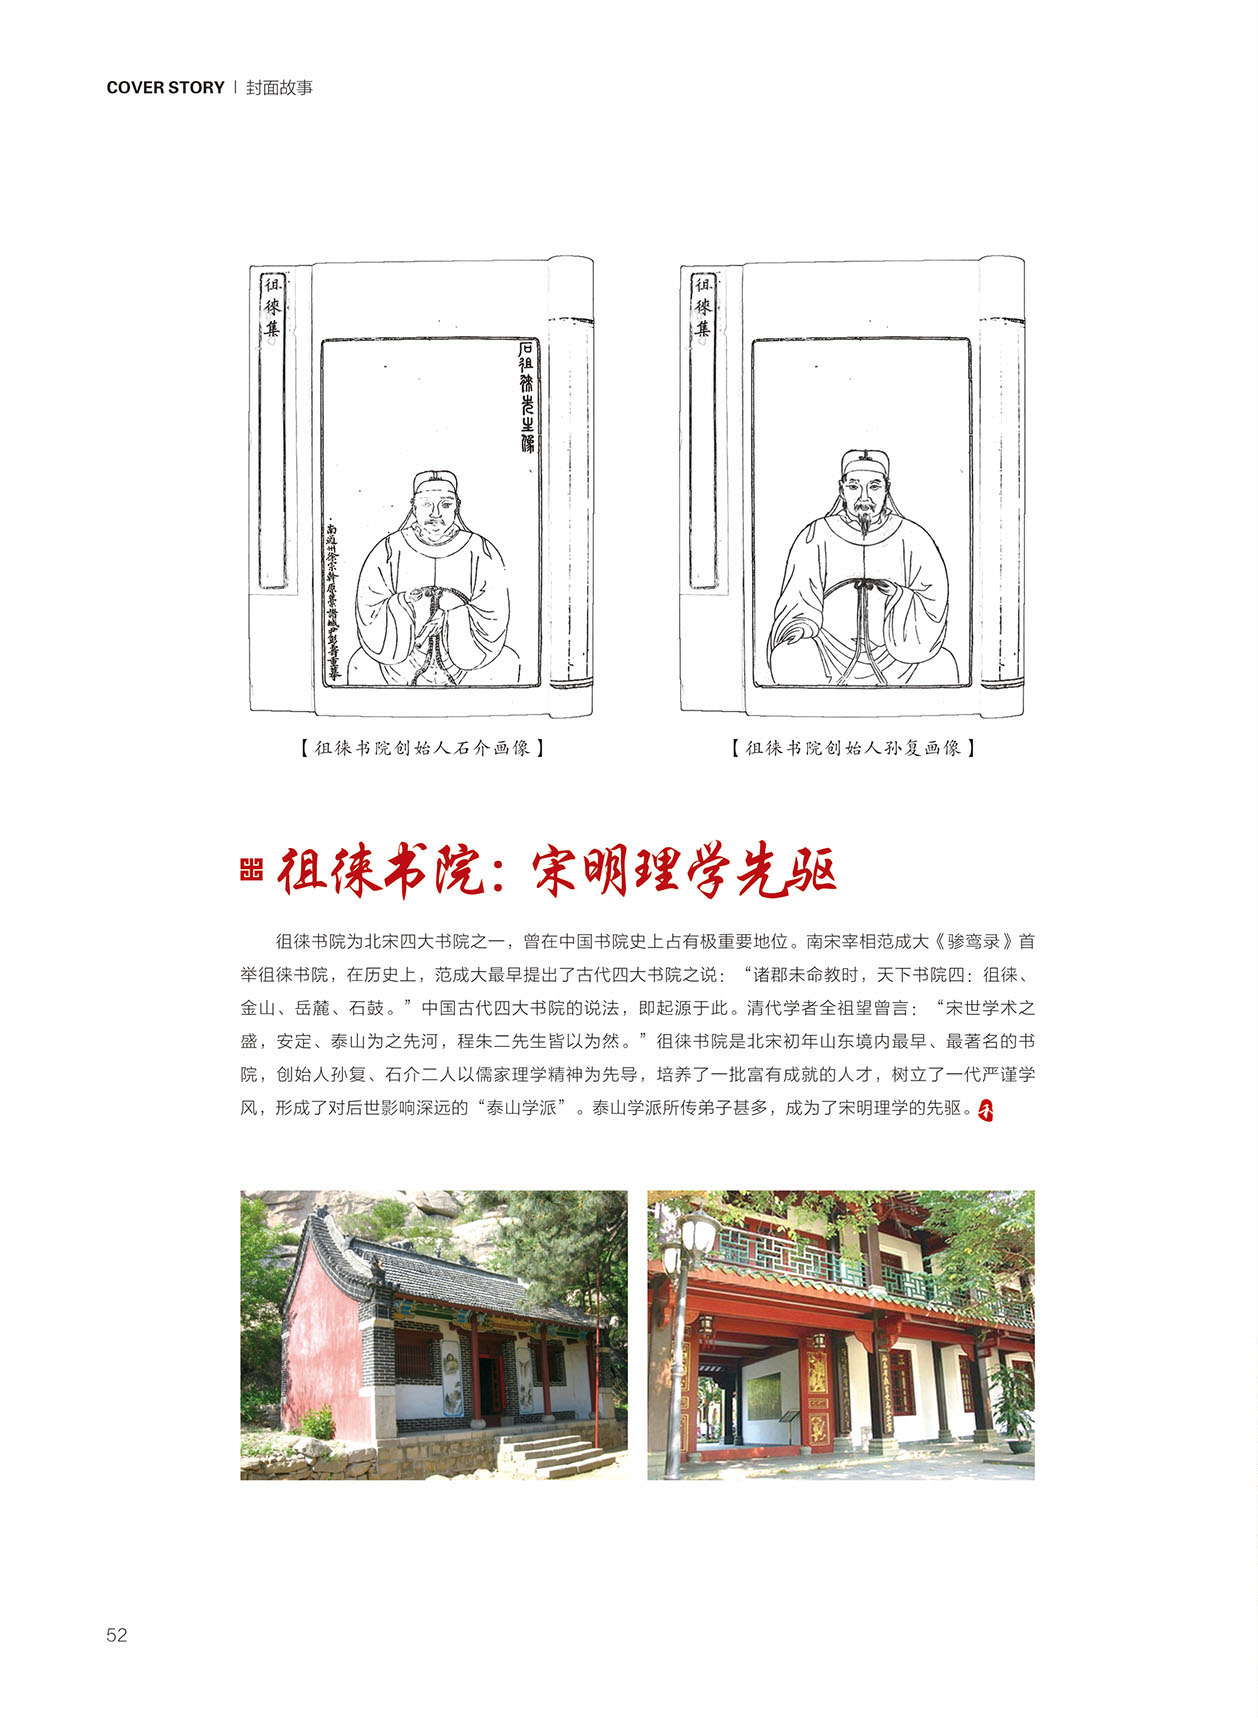 COVER STORY | 封面故事
徂徕集
石徂徕先生像
南通州徐宗幹原藁诸城尹彭寿重摹
徂徕集
【徂徕书院创始人石介画像】
【徂徕书院创始人孙复画像】
徂徕书院：宋明理学先驱
徂徕书院为北宋四大书院之一，曾在中国书院史上占有极重要地位。南宋宰相范成大《骖鸾录》首
举徂徕书院，在历史上，范成大最早提出了古代四大书院之说：“诸郡未命教时，天下书院四：徂徕、
金山、岳麓、石鼓。”中国古代四大书院的说法，即起源于此。清代学者全祖望曾言：“宋世学术之
盛，安定、泰山为之先河，程朱二先生皆以为然。”徂徕书院是北宋初年山东境内最早、最著名的书
院，创始人孙复、石介二人以儒家理学精神为先导，培养了一批富有成就的人才，树立了一代严谨学
风，形成了对后世影响深远的“泰山学派”。泰山学派所传弟子甚多，成为了宋明理学的先驱。
52